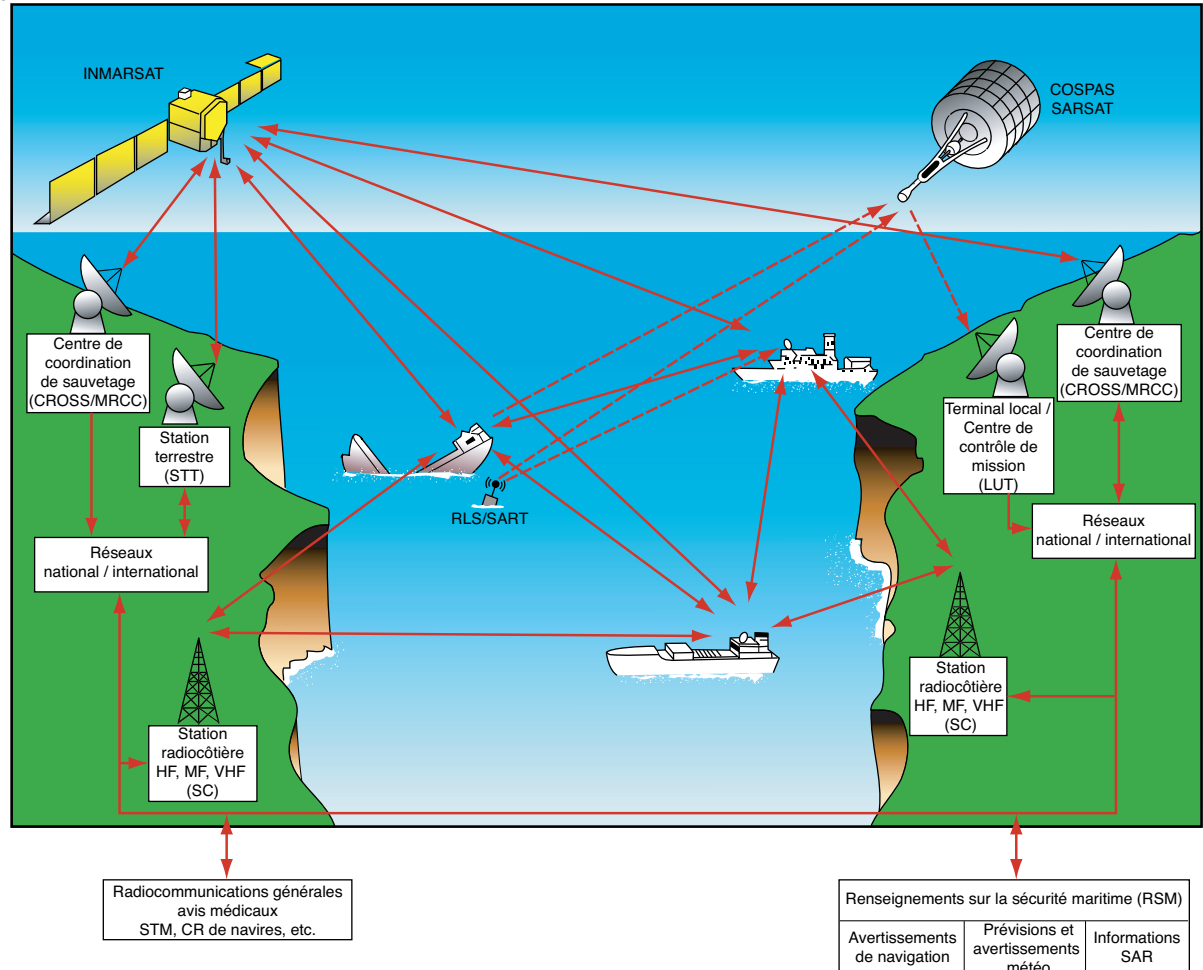 INMARSAT
COSPAS
SARSAT
Centre de
coordination
de sauvetage
(CROSS/MRCC)
Station
terrestre
(STT)
Réseaux
national / international
Station
radiocôtière
HF, MF, VHF
(SC)
RLS/SART
Centre de
coordination
de sauvetage
(CROSS/MRCC)
Terminal local /
Centre de
contrôle de
mission
(LUT)
Réseaux
national / international
Station
radiocôtière
HF, MF, VHF
(SC)
Radiocommunications générales
avis médicaux
STM, CR de navires, etc.
Renseignements sur la sécurité maritime (RSM)
Avertissements
de navigation
Prévisions et
avertissements
météo
Informations
SAR